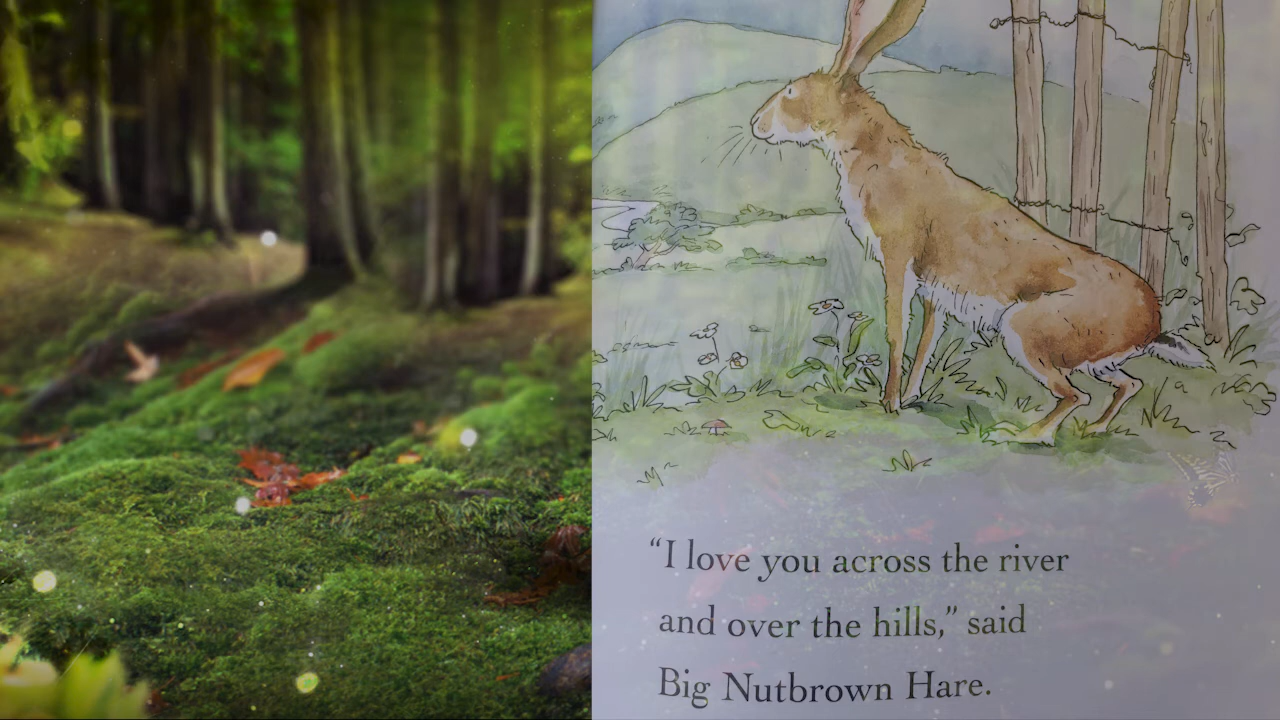 “I love you across the river
and over the hills,” said
Big Nutbrown Hare.